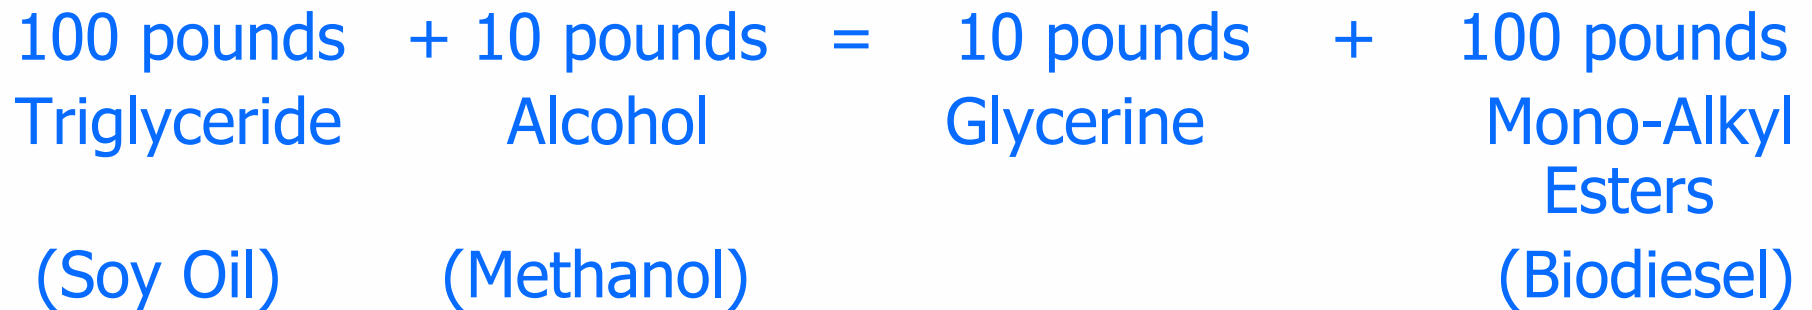 100 pounds + 10 pounds = 10 pounds + 100 pounds
Triglyceride Alcohol Glycerine Mono-Alkyl
Esters
(Soy Oil) (Methanol) (Biodiesel)